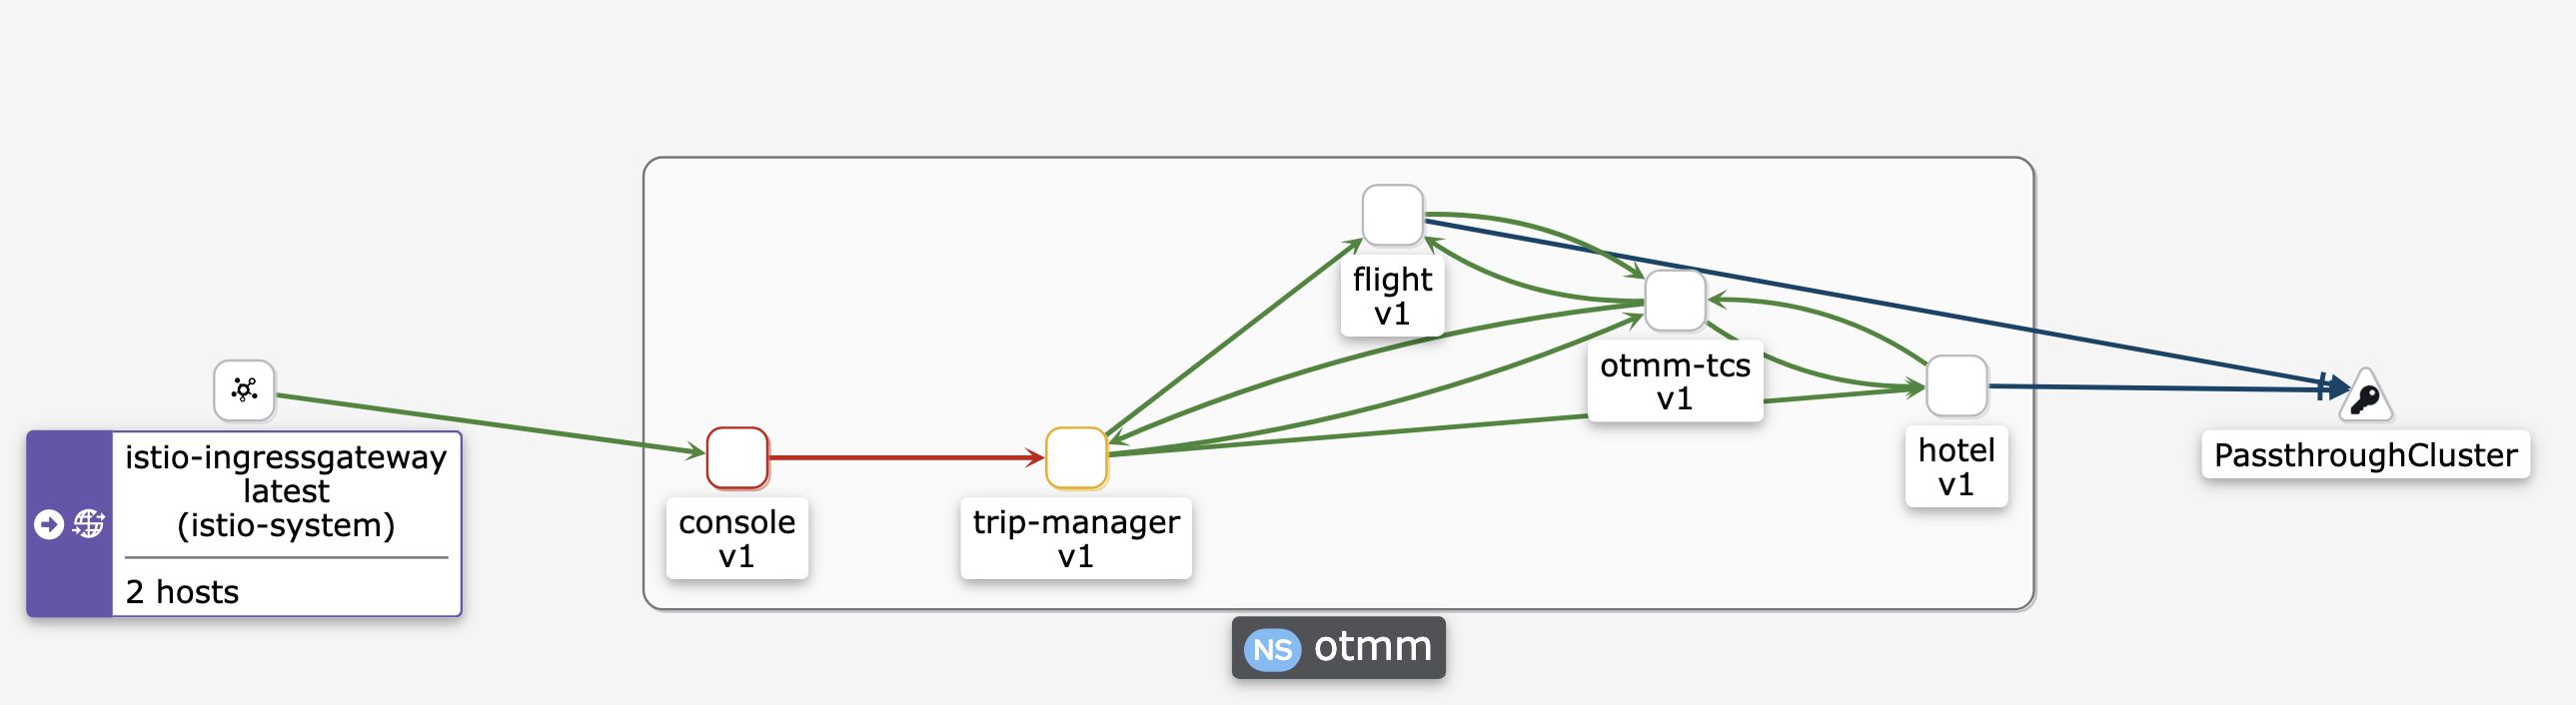 flight
v1
otmm-tcs
v1
istio-ingressgateway
latest
(istio-system)
2 hosts
console
v1
trip-manager
v1
hotel
v1
PassthroughCluster
NS otmm